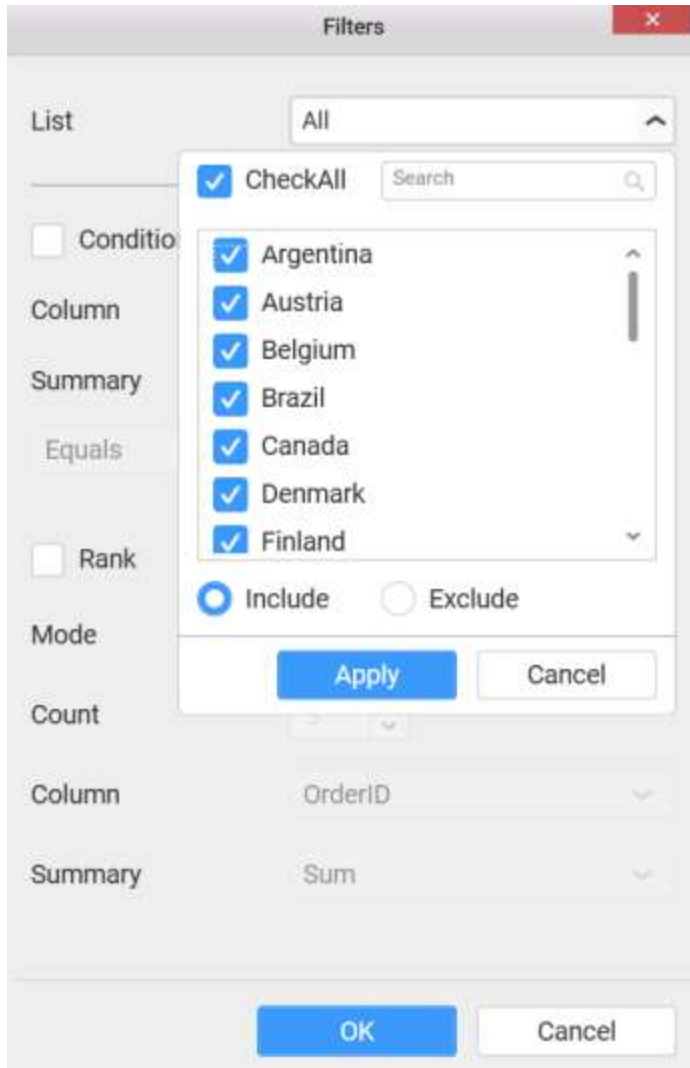 Filters
List
All
CheckAll
Search
Conditio
Argentina
Column
Austria
Belgium
Summary
Brazil
Equals
Canada
Denmark
Rank
Finland
Include
Exclude
Mode
Apply
Cancel
Count
Column
OrderID
Summary
Sum
OK
Cancel